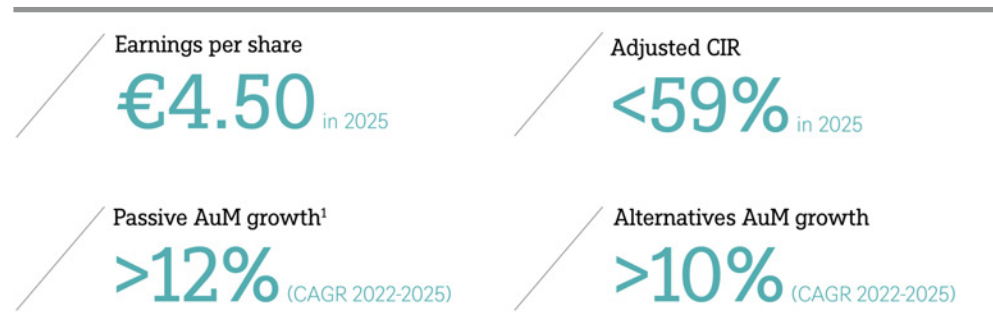 Earnings per share
€4.50 in 2025
Adjusted CIR
<59% in 2025
Passive AuM growth¹
>12% (CAGR 2022-2025)
Alternatives AuM growth
>10% (CAGR 2022-2025)